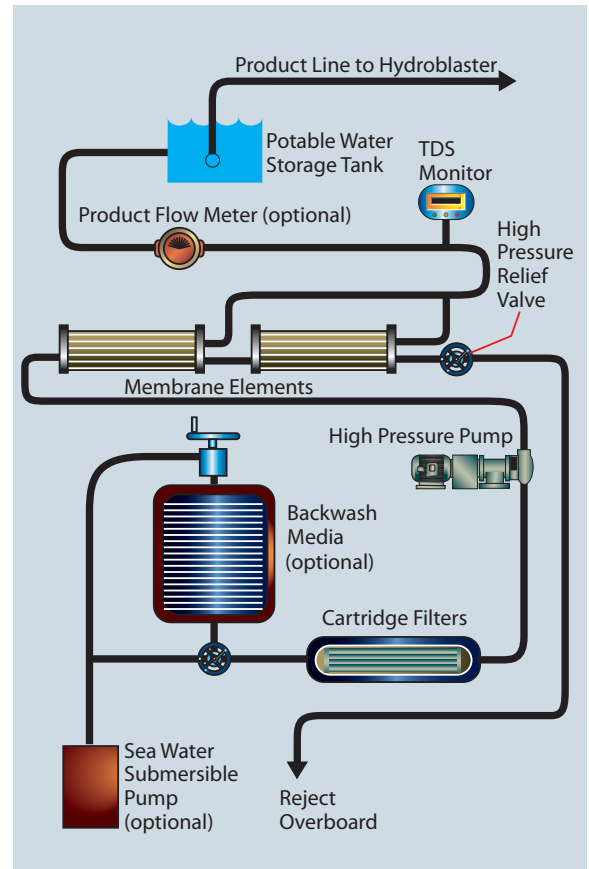 Product Line to Hydroblaster
Potable Water
Storage Tank
TDS
Monitor
Product Flow Meter (optional)
High
Pressure
Relief
Valve
Membrane Elements
High Pressure Pump
Backwash
Media
(optional)
Cartridge Filters
Sea Water
Submersible
Pump
(optional)
Reject
Overboard